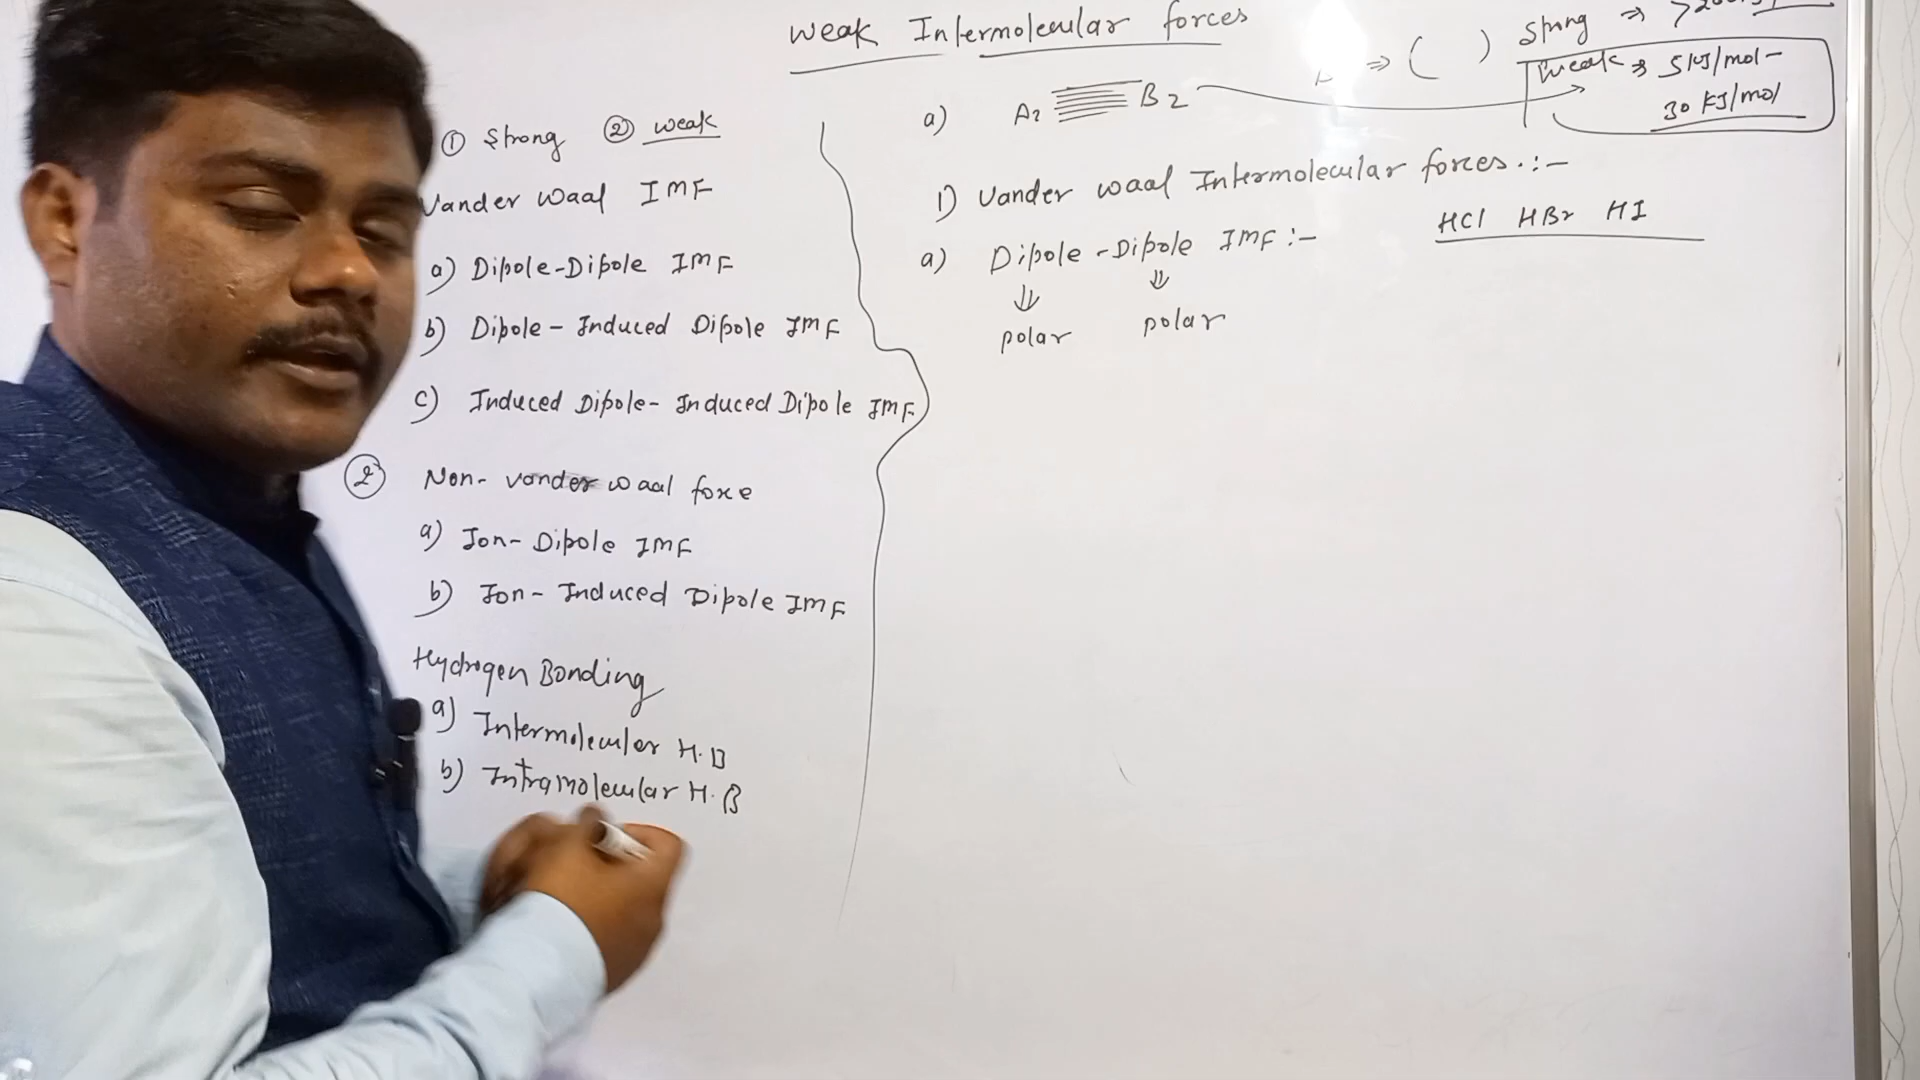 Weak Intermolecular forces
① Strong ② weak
Vander Waal IMF
a) Dipole-Dipole IMF
b) Dipole - Induced Dipole IMF
c) Induced Dipole - Induced Dipole IMF
② Non- vander waal force
a) Ion- Dipole IMF
b) Ion - Induced Dipole IMF
Hydrogen Bonding
a) Intermolecular H.B
b) Intramolecular H.B
⇒ ( ) Strong ⇒
Weak ⇒ 5 KJ/mol -
30 KJ/mol
a) A2 B2
1) Vander waal Intermolecular forces :-
a) Dipole - Dipole IMF :-
HCl HBr HI
⇓ ⇓
polar polar